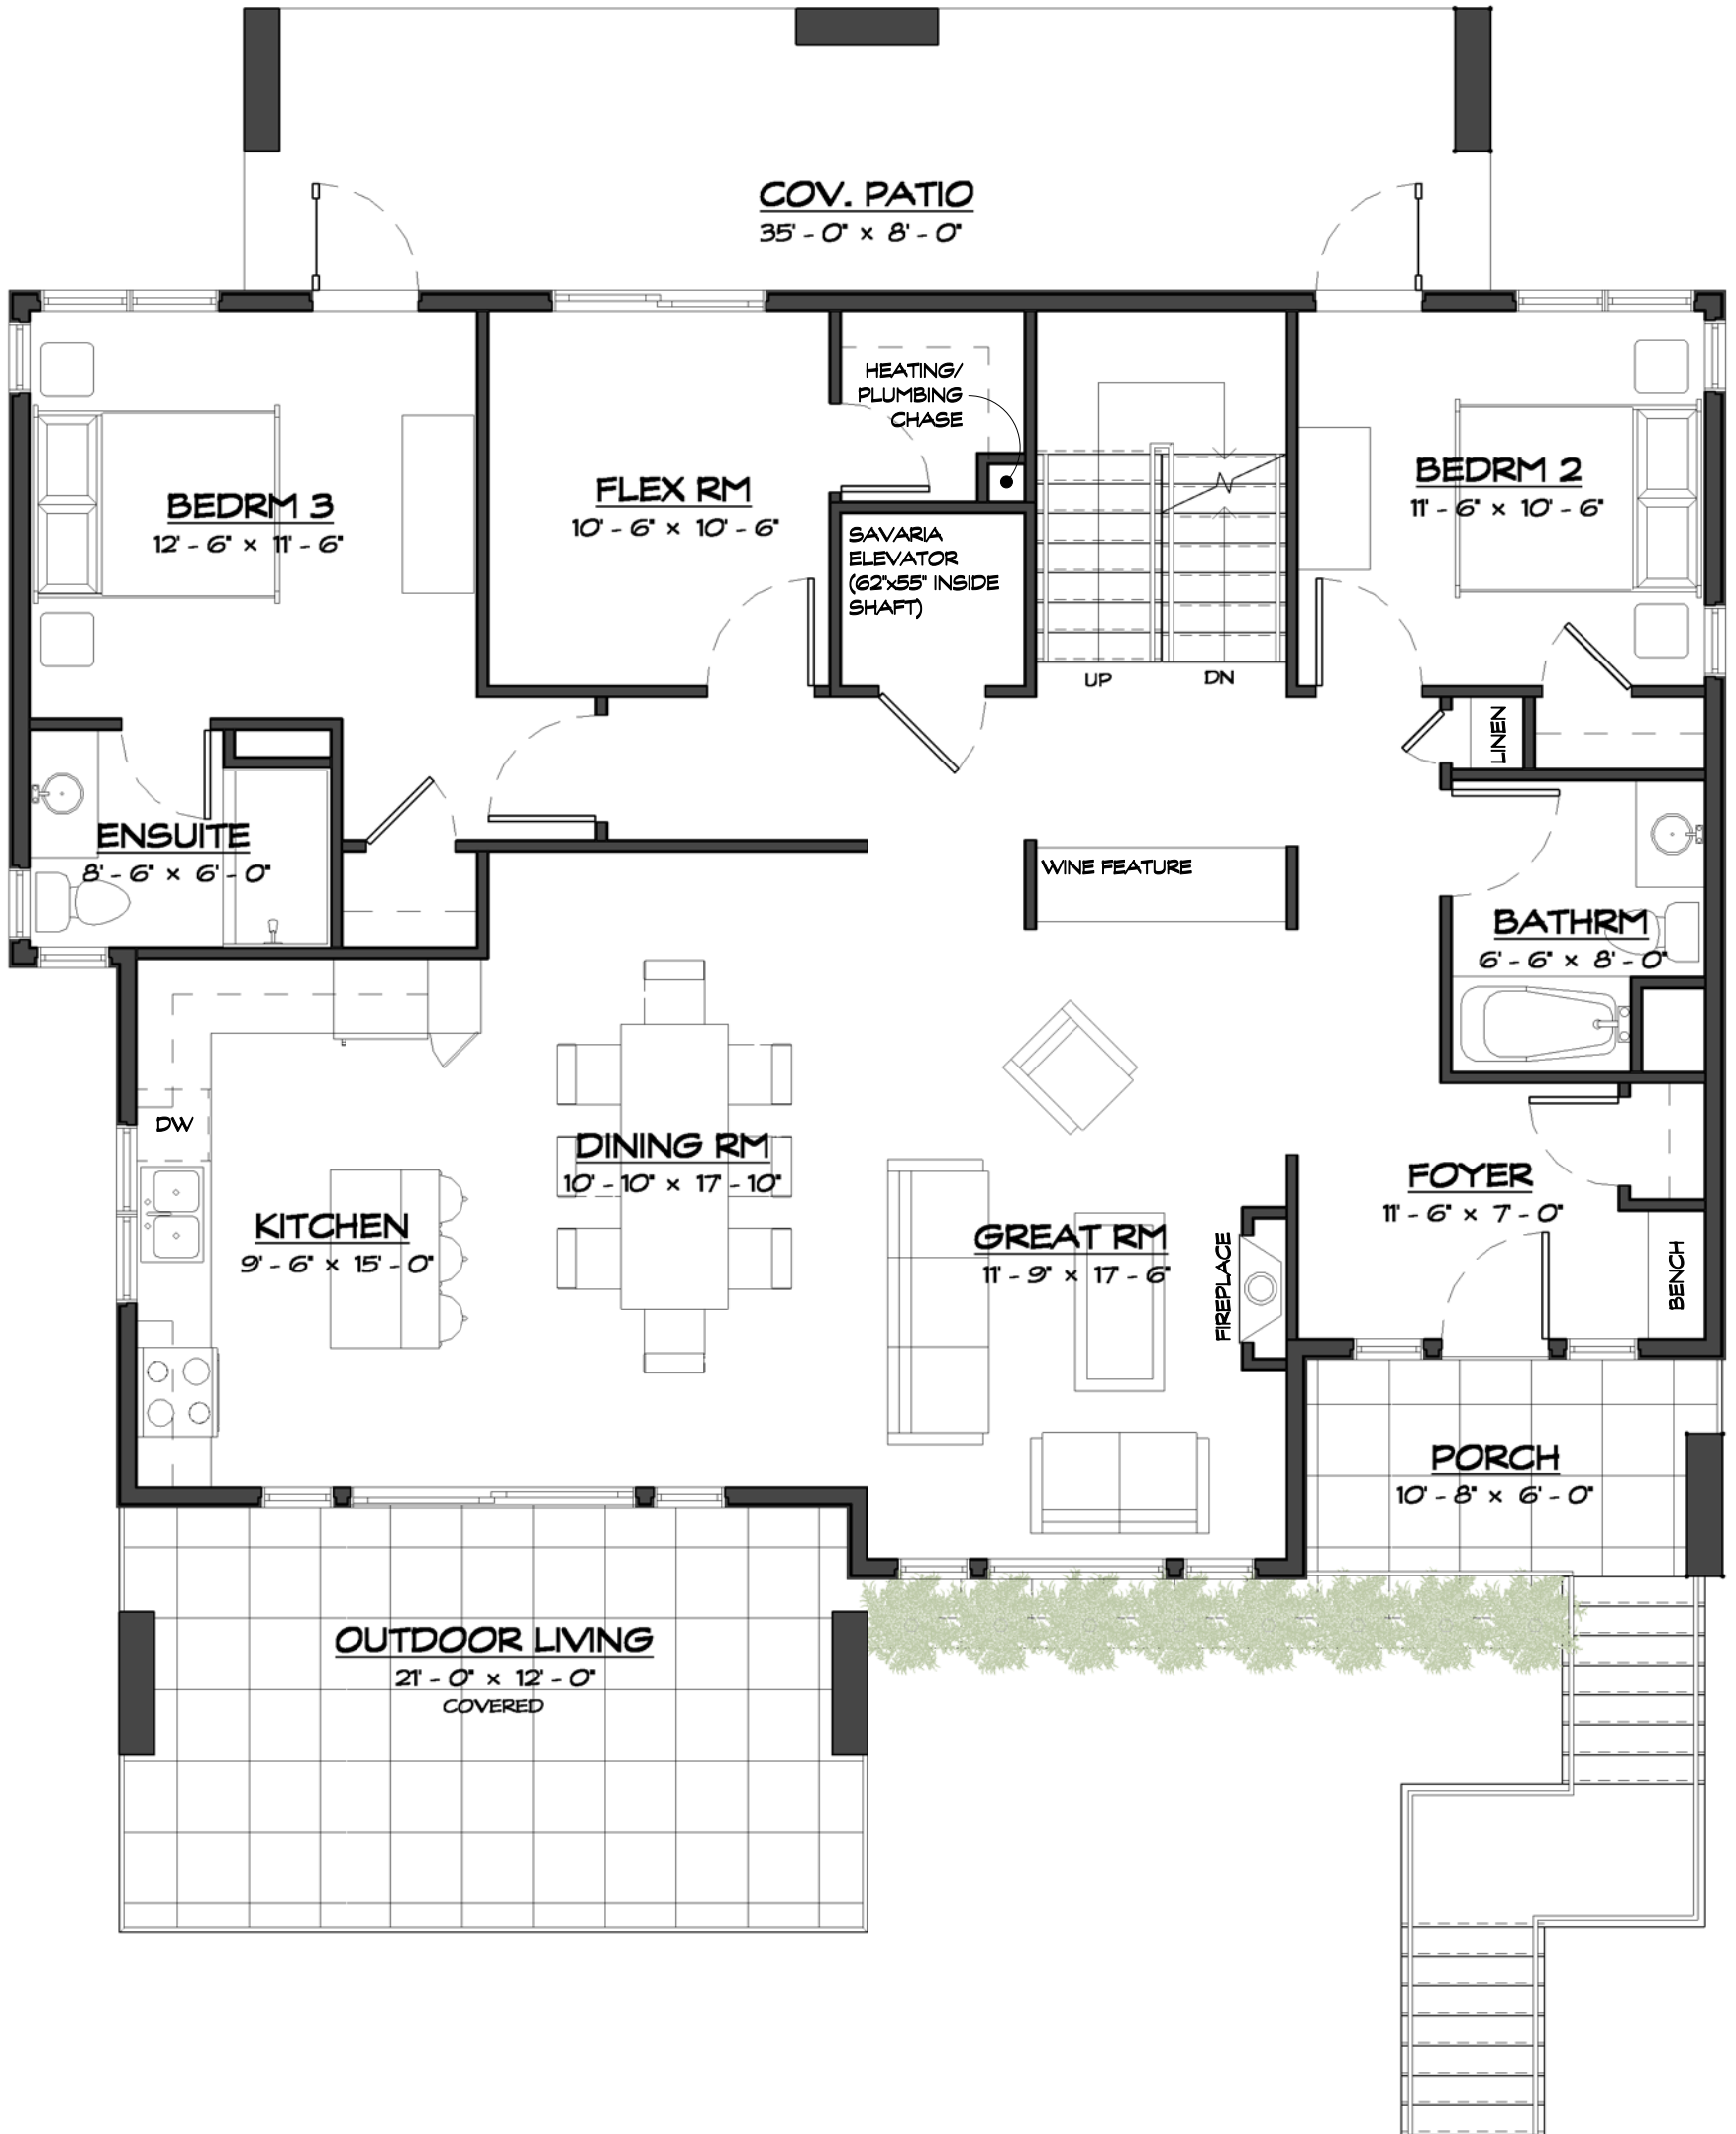 COV. PATIO
35' - 0" x 8' - 0"
HEATING/
PLUMBING
CHASE
BEDRM 3
12' - 6" x 11' - 6"
FLEX RM
10' - 6" x 10' - 6"
BEDRM 2
11' - 6" x 10' - 6"
SAVARIA
ELEVATOR
(62"x55" INSIDE
SHAFT)
UP
DN
LINEN
ENSUITE
8' - 6" x 6' - 0"
WINE FEATURE
BATHRM
6' - 6" x 8' - 0"
DW
DINING RM
10' - 10" x 17' - 10"
KITCHEN
9' - 6" x 15' - 0"
GREAT RM
11' - 9" x 17' - 6"
FIREPLACE
FOYER
11' - 6" x 7' - 0"
BENCH
PORCH
10' - 8" x 6' - 0"
OUTDOOR LIVING
21' - 0" x 12' - 0"
COVERED